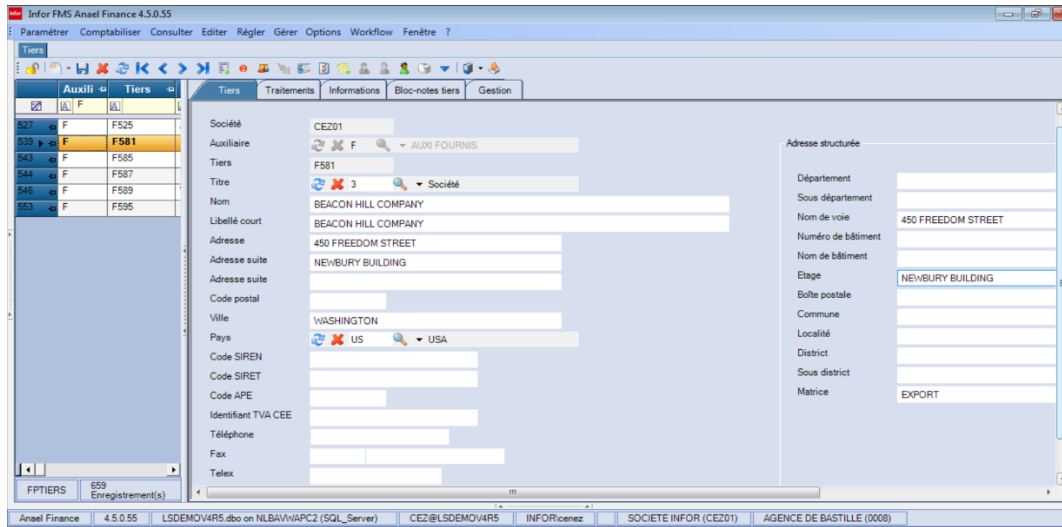 infor Infor FMS Anael Finance 4.5.0.55
Paramétrer Comptabiliser Consulter Editer Régler Gérer Options Workflow Fenêtre ?
Tiers
Auxili Tiers
F
527 F F525
539 F F581
543 F F585
544 F F587
546 F F589
553 F F595
FPTIERS 659 Enregistrement(s)
Tiers Traitements Informations Bloc-notes tiers Gestion
Société CEZ01
Auxiliaire F AUXI FOURNIS
Tiers F581
Titre 3 Société
Nom BEACON HILL COMPANY
Libellé court BEACON HILL COMPANY
Adresse 450 FREEDOM STREET
Adresse suite NEWBURY BUILDING
Adresse suite
Code postal
Ville WASHINGTON
Pays US USA
Code SIREN
Code SIRET
Code APE
Identifiant TVA CEE
Téléphone
Fax
Telex
Adresse structurée
Département
Sous département
Nom de voie 450 FREEDOM STREET
Numéro de bâtiment
Nom de bâtiment
Etage NEWBURY BUILDING
Boîte postale
Commune
Localité
District
Sous district
Matrice EXPORT
Anael Finance 4.5.0.55 LSDEMOV4R5.dbo on NLBAVWAPC2 (SQL_Server) CEZ@LSDEMOV4R5 INFOR\cenez SOCIETE INFOR (CEZ01) AGENCE DE BASTILLE (0008)